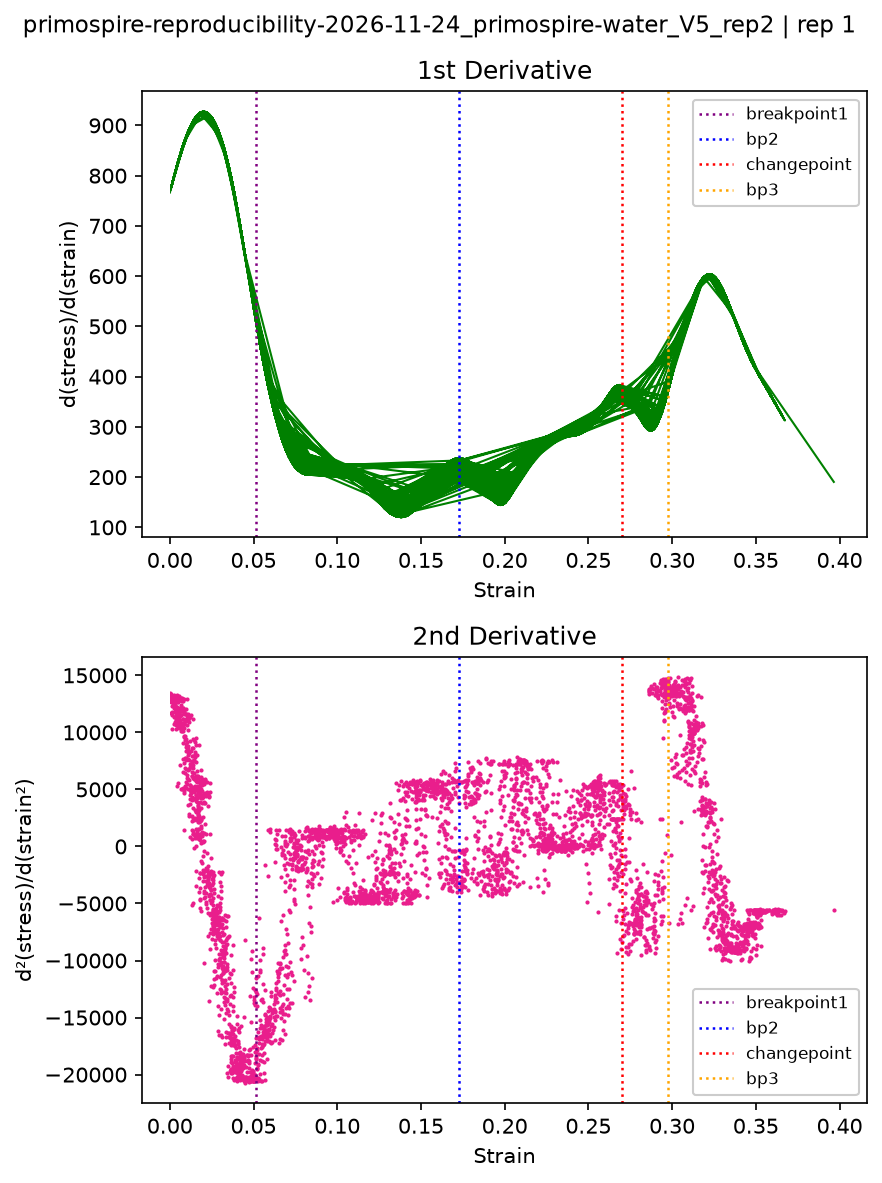 primospire-reproducibility-2026-11-24_primospire-water_V5_rep2 | rep 1
1st Derivative
d(stress)/d(strain)
900
800
700
600
500
400
300
200
100
breakpoint1
bp2
changepoint
bp3
0.00 0.05 0.10 0.15 0.20 0.25 0.30 0.35 0.40
Strain
2nd Derivative
d²(stress)/d(strain²)
15000
10000
5000
0
−5000
−10000
−15000
−20000
breakpoint1
bp2
changepoint
bp3
0.00 0.05 0.10 0.15 0.20 0.25 0.30 0.35 0.40
Strain